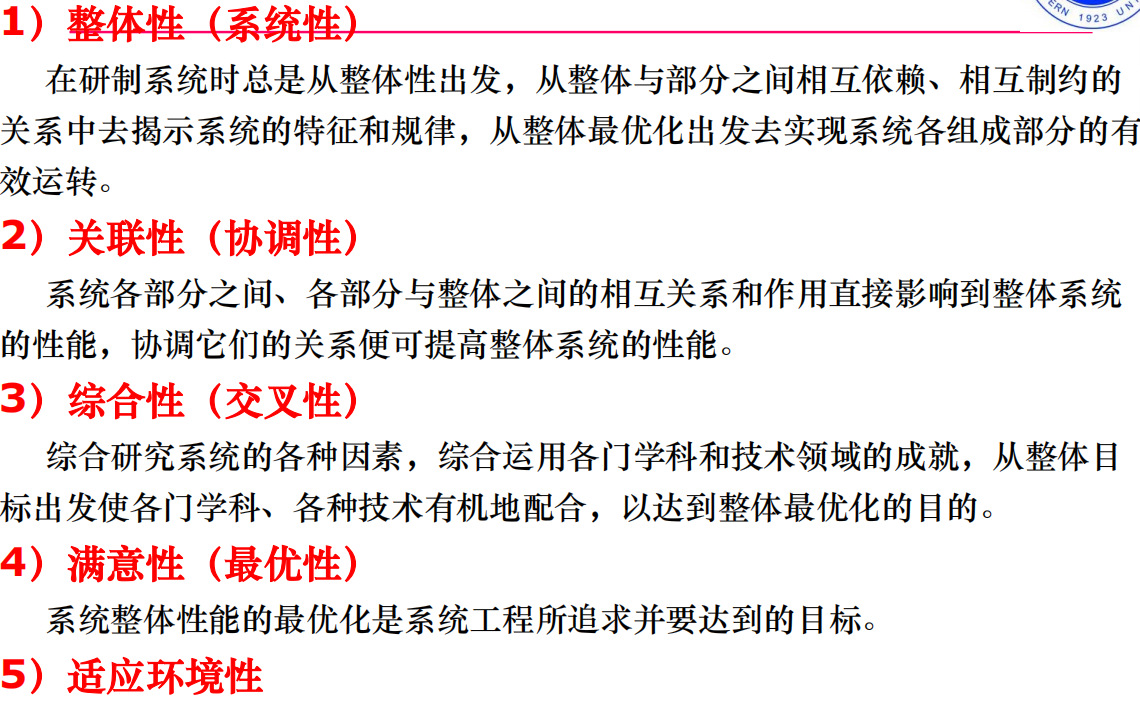 ERN 1923 UN
1）整体性（系统性）
在研制系统时总是从整体性出发，从整体与部分之间相互依赖、相互制约的
关系中去揭示系统的特征和规律，从整体最优化出发去实现系统各组成部分的有
效运转。
2）关联性（协调性）
系统各部分之间、各部分与整体之间的相互关系和作用直接影响到整体系统
的性能，协调它们的关系便可提高整体系统的性能。
3）综合性（交叉性）
综合研究系统的各种因素，综合运用各门学科和技术领域的成就，从整体目
标出发使各门学科、各种技术有机地配合，以达到整体最优化的目的。
4）满意性（最优性）
系统整体性能的最优化是系统工程所追求并要达到的目标。
5）适应环境性